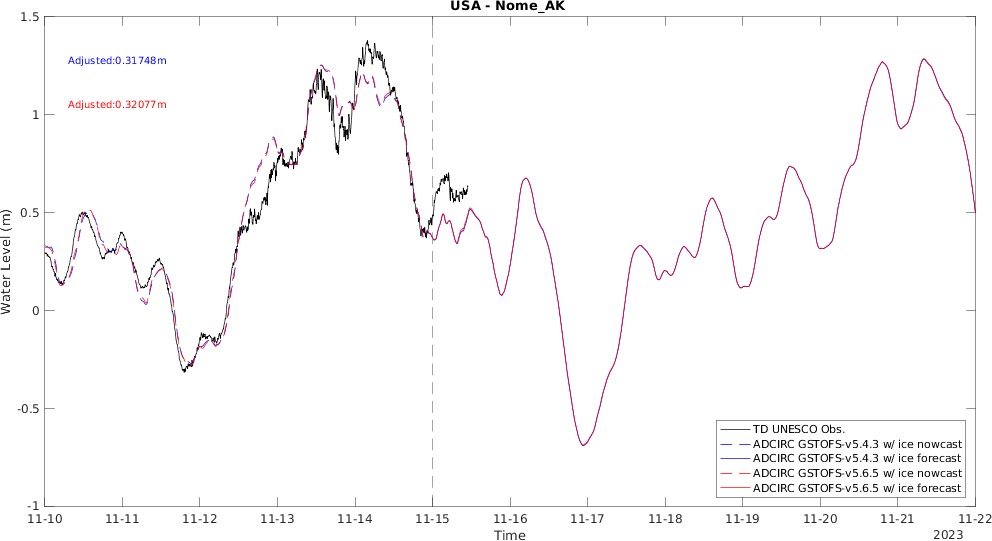 USA - Nome_AK
Adjusted:0.31748m
Adjusted:0.32077m
Water Level (m)
1.5
1
0.5
0
-0.5
-1
11-10 11-11 11-12 11-13 11-14 11-15 11-16 11-17 11-18 11-19 11-20 11-21 11-22
Time
2023
TD UNESCO Obs.
ADCIRC GSTOFS-v5.4.3 w/ ice nowcast
ADCIRC GSTOFS-v5.4.3 w/ ice forecast
ADCIRC GSTOFS-v5.6.5 w/ ice nowcast
ADCIRC GSTOFS-v5.6.5 w/ ice forecast